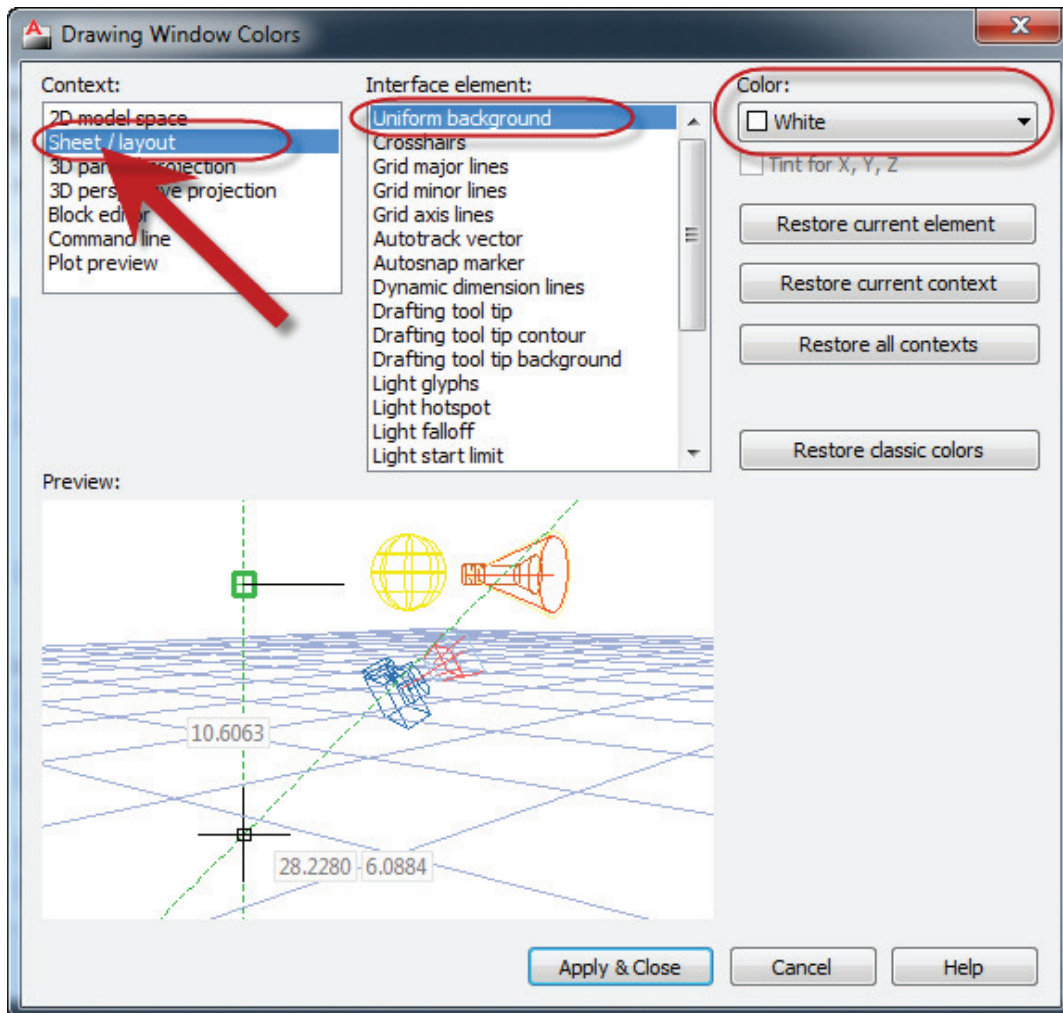 Drawing Window Colors
Context:
2D model space
Sheet / layout
3D parallel projection
3D perspective projection
Block editor
Command line
Plot preview
Interface element:
Uniform background
Crosshairs
Grid major lines
Grid minor lines
Grid axis lines
Autotrack vector
Autosnap marker
Dynamic dimension lines
Drafting tool tip
Drafting tool tip contour
Drafting tool tip background
Light glyphs
Light hotspot
Light falloff
Light start limit
Color:
White
Tint for X, Y, Z
Restore current element
Restore current context
Restore all contexts
Restore classic colors
Preview:
10.6063
28.2280 -6.0884
Apply & Close
Cancel
Help